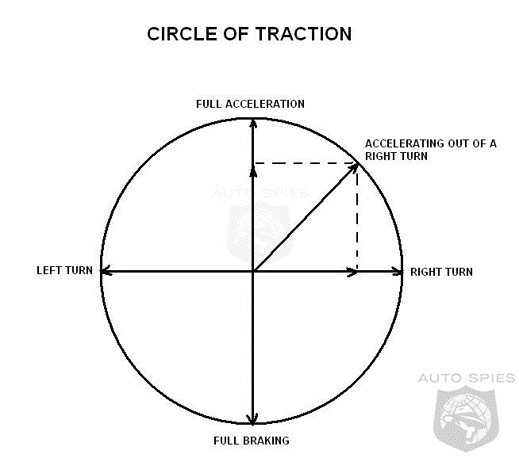 CIRCLE OF TRACTION
FULL ACCELERATION
ACCELERATING OUT OF A
RIGHT TURN
AUTO SPIES
LEFT TURN
RIGHT TURN
AUTO SPIES
FULL BRAKING